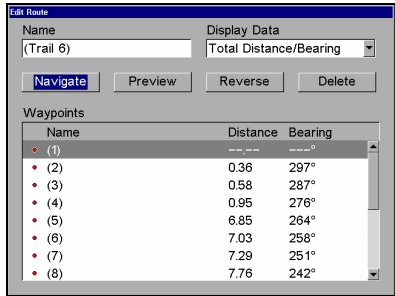 Edit Route
Name Display Data
(Trail 6) Total Distance/Bearing
Navigate Preview Reverse Delete
Waypoints
Name Distance Bearing
(1) --.-- ---°
(2) 0.36 297°
(3) 0.58 287°
(4) 0.95 276°
(5) 6.85 264°
(6) 7.03 258°
(7) 7.29 251°
(8) 7.76 242°